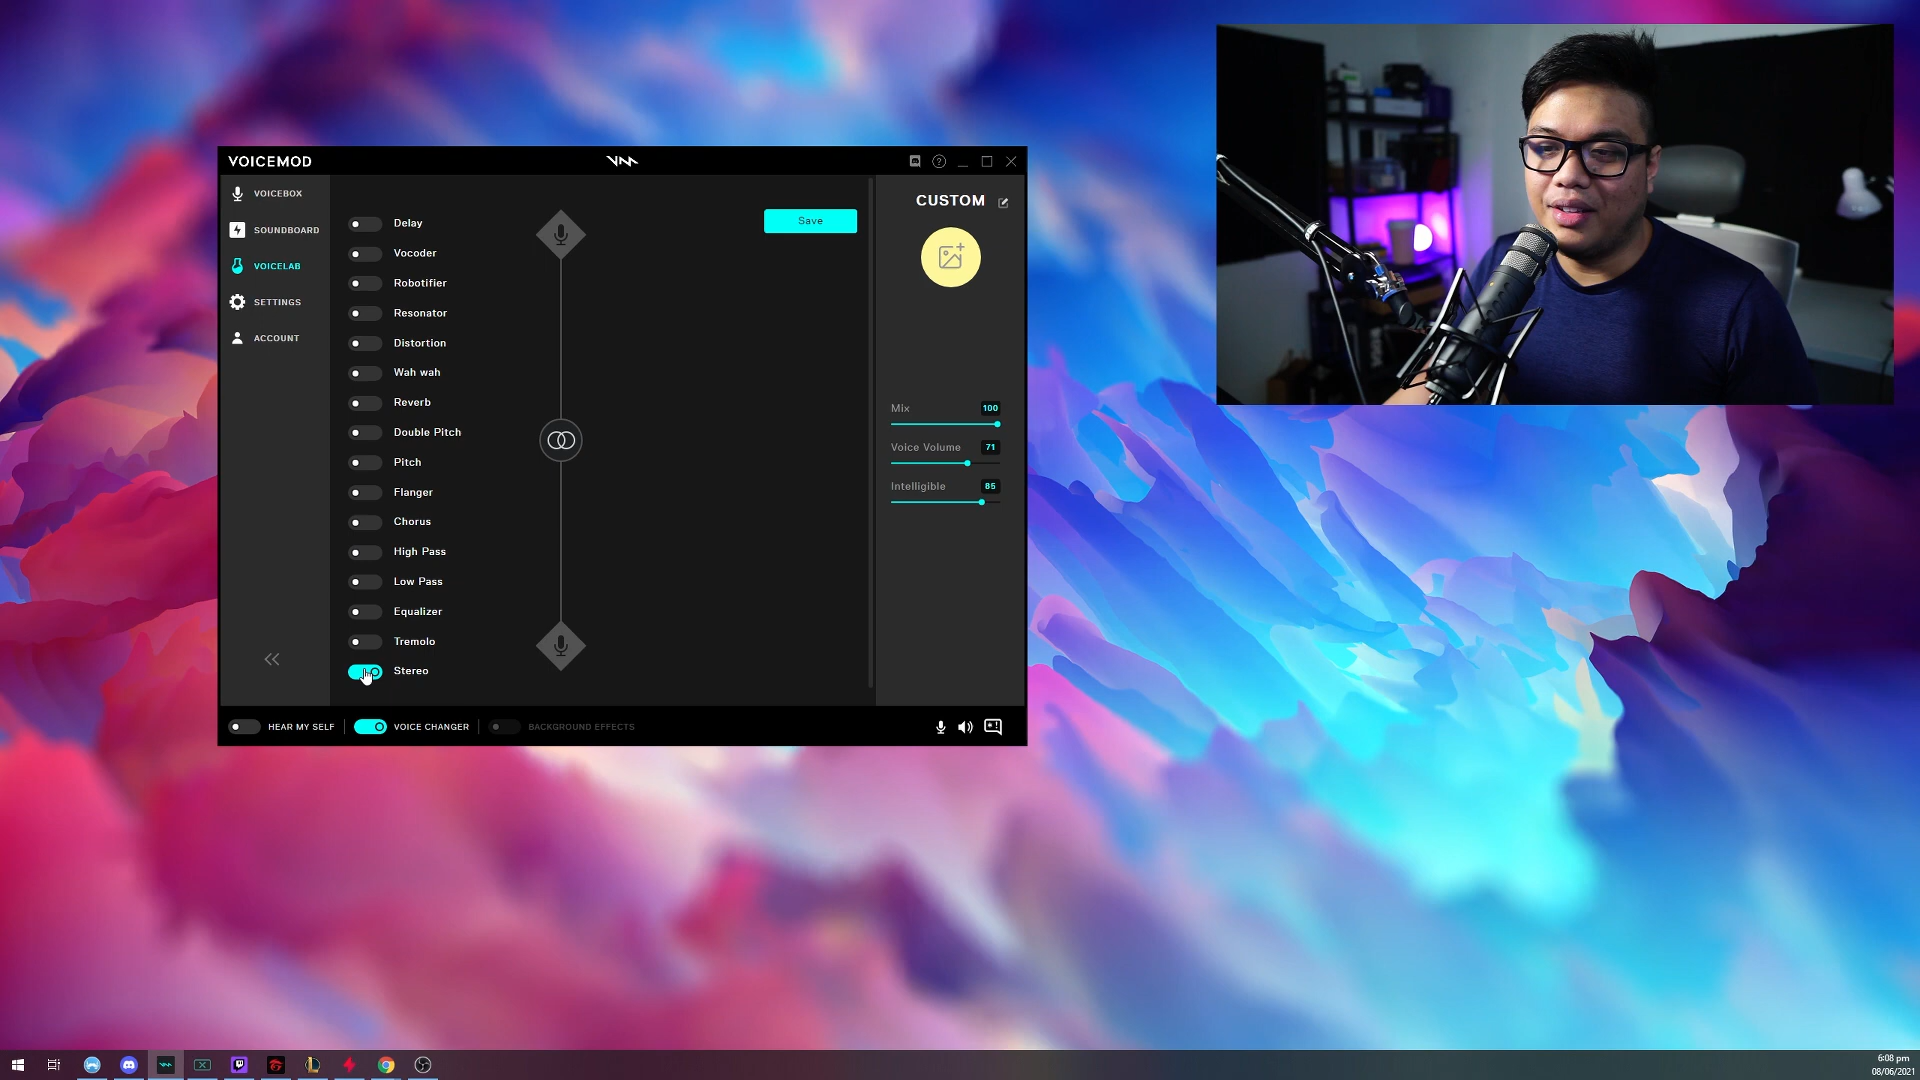 VOICEMOD
VOICEBOX
SOUNDBOARD
VOICELAB
SETTINGS
ACCOUNT
Delay
Vocoder
Robotifier
Resonator
Distortion
Wah wah
Reverb
Double Pitch
Pitch
Flanger
Chorus
High Pass
Low Pass
Equalizer
Tremolo
Stereo
Save
CUSTOM
Mix 100
Voice Volume 71
Intelligible 85
HEAR MY SELF
VOICE CHANGER
BACKGROUND EFFECTS
6:08 pm
08/06/2021